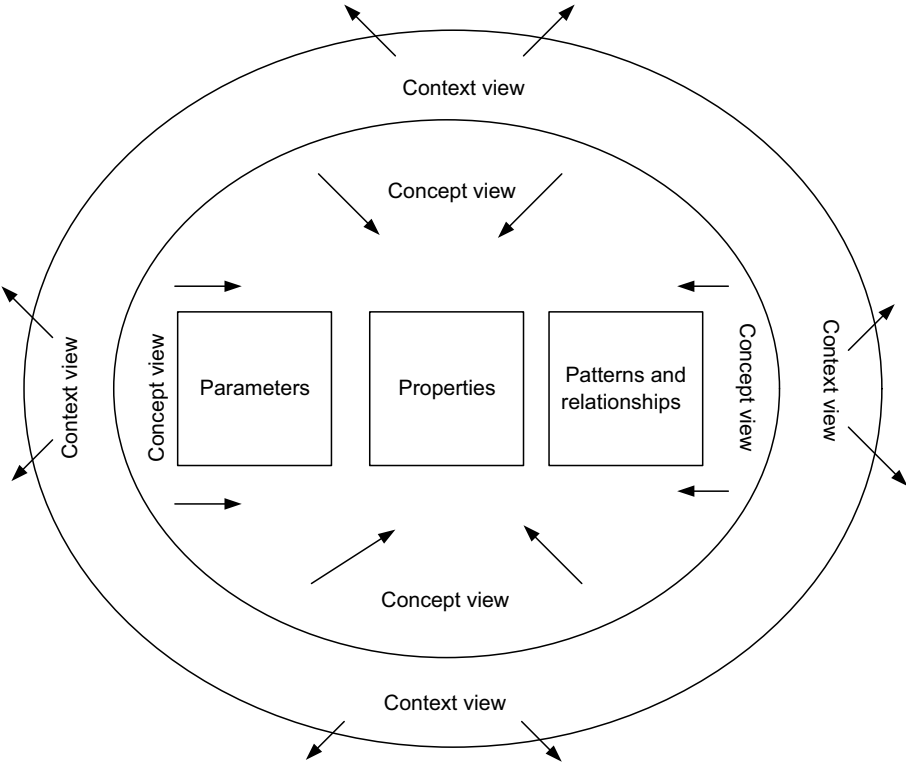 Context view
Concept view
Context view
Concept view
Parameters
Properties
Patterns and
relationships
Concept view
Context view
Concept view
Context view